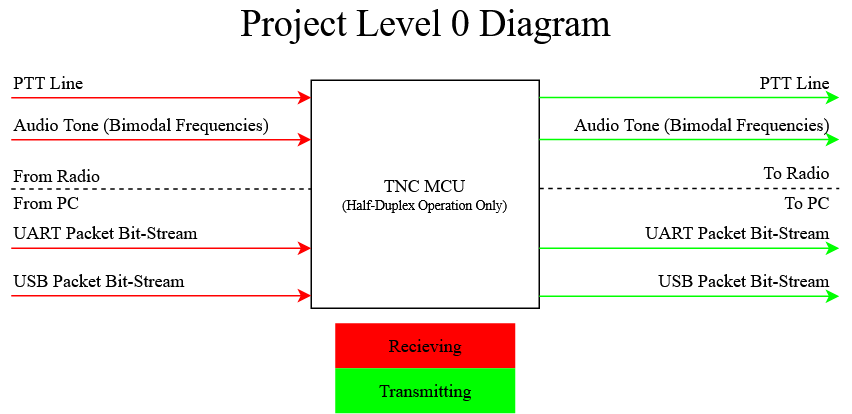 Project Level 0 Diagram
PTT Line
Audio Tone (Bimodal Frequencies)
From Radio
From PC
UART Packet Bit-Stream
USB Packet Bit-Stream
TNC MCU
(Half-Duplex Operation Only)
PTT Line
Audio Tone (Bimodal Frequencies)
To Radio
To PC
UART Packet Bit-Stream
USB Packet Bit-Stream
Recieving
Transmitting